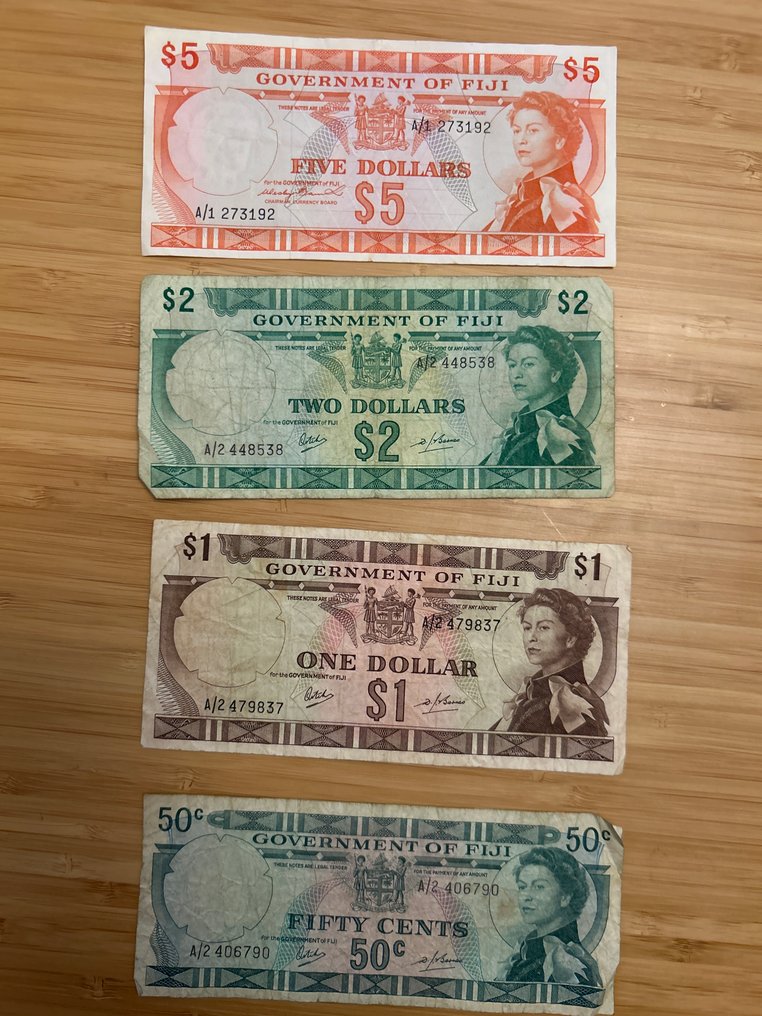 $5 $5
GOVERNMENT OF FIJI
THESE NOTES ARE LEGAL TENDER FOR THE PAYMENT OF ANY AMOUNT
A/1 273192
FIVE DOLLARS
for the GOVERNMENT of FIJI
CHAIRMAN, CURRENCY BOARD
$5
A/1 273192
$2 $2
GOVERNMENT OF FIJI
THESE NOTES ARE LEGAL TENDER FOR THE PAYMENT OF ANY AMOUNT
A/2 448538
TWO DOLLARS
for the GOVERNMENT of FIJI
A/2 448538 $2
$1 $1
GOVERNMENT OF FIJI
THESE NOTES ARE LEGAL TENDER FOR THE PAYMENT OF ANY AMOUNT
A/2 479837
ONE DOLLAR
for the GOVERNMENT of FIJI
A/2 479837 $1
50c 50c
GOVERNMENT OF FIJI
THESE NOTES ARE LEGAL TENDER FOR THE PAYMENT OF ANY AMOUNT
A/2 406790
FIFTY CENTS
for the GOVERNMENT of FIJI
A/2 406790 50c